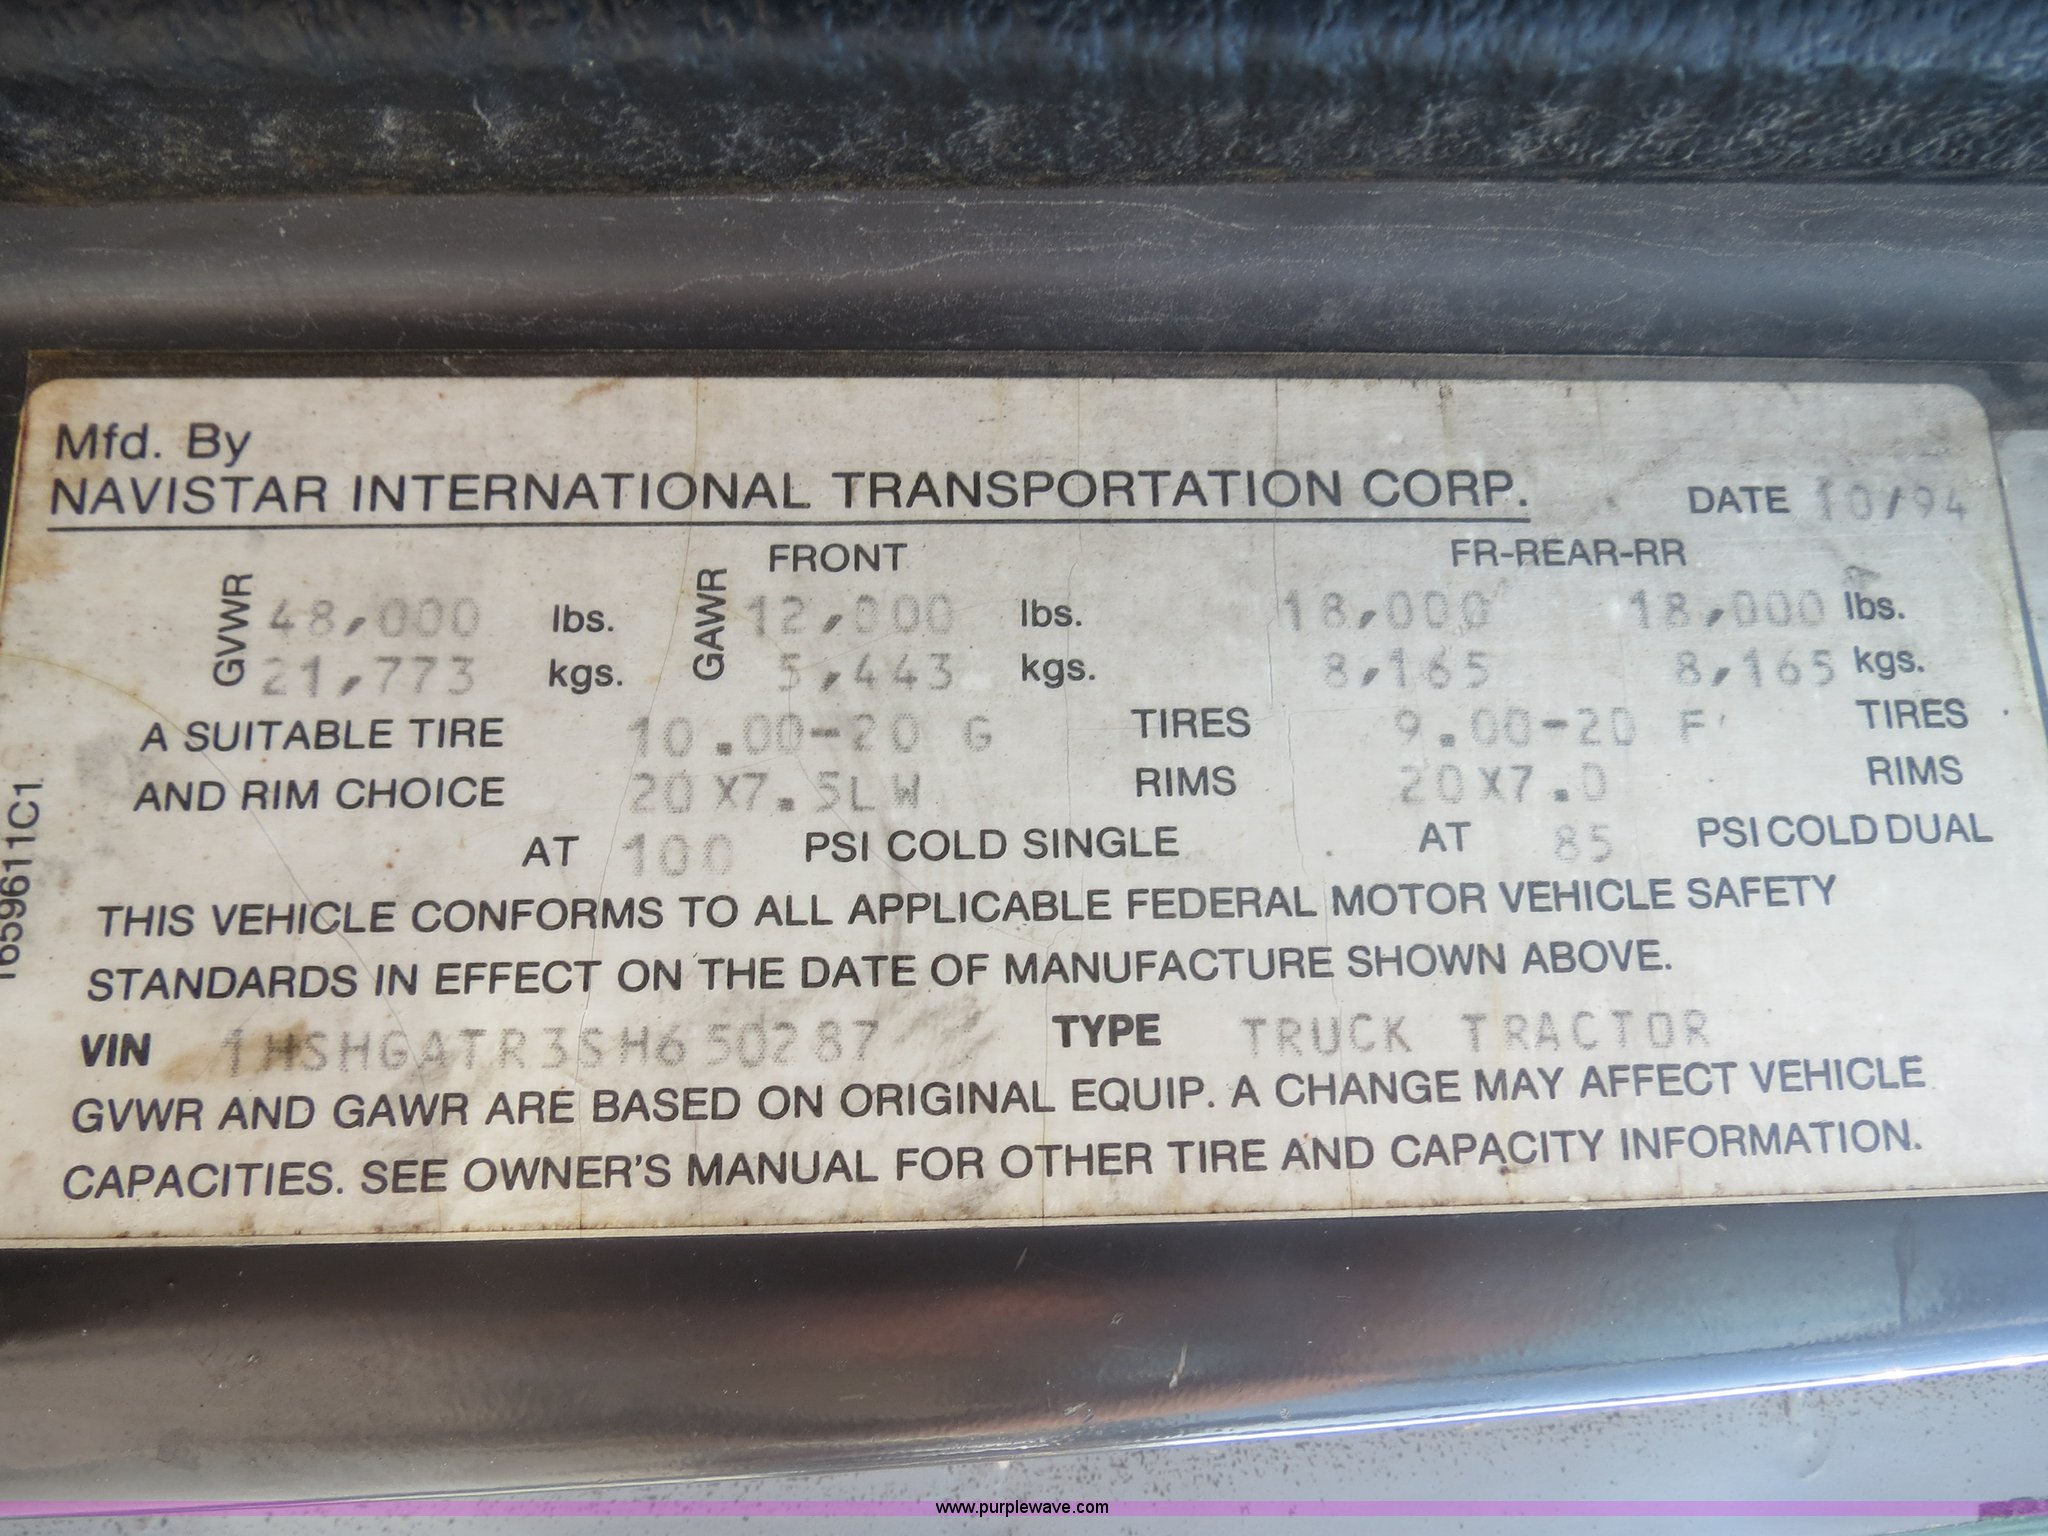 Mfd. By
NAVISTAR INTERNATIONAL TRANSPORTATION CORP. DATE 10/94
FRONT FR-REAR-RR
GVWR 48,000 lbs. GAWR 12,000 lbs. 18,000 18,000 lbs.
21,773 kgs. 5,443 kgs. 8,165 8,165 kgs.
A SUITABLE TIRE 10.00-20 G TIRES 9.00-20 F TIRES
AND RIM CHOICE 20X7.5LW RIMS 20X7.0 RIMS
AT 100 PSI COLD SINGLE AT 85 PSI COLD DUAL
THIS VEHICLE CONFORMS TO ALL APPLICABLE FEDERAL MOTOR VEHICLE SAFETY
STANDARDS IN EFFECT ON THE DATE OF MANUFACTURE SHOWN ABOVE.
VIN 1HSHGATR3SH650287 TYPE TRUCK TRACTOR
GVWR AND GAWR ARE BASED ON ORIGINAL EQUIP. A CHANGE MAY AFFECT VEHICLE
CAPACITIES. SEE OWNER'S MANUAL FOR OTHER TIRE AND CAPACITY INFORMATION.
1659611C1
www.purplewave.com